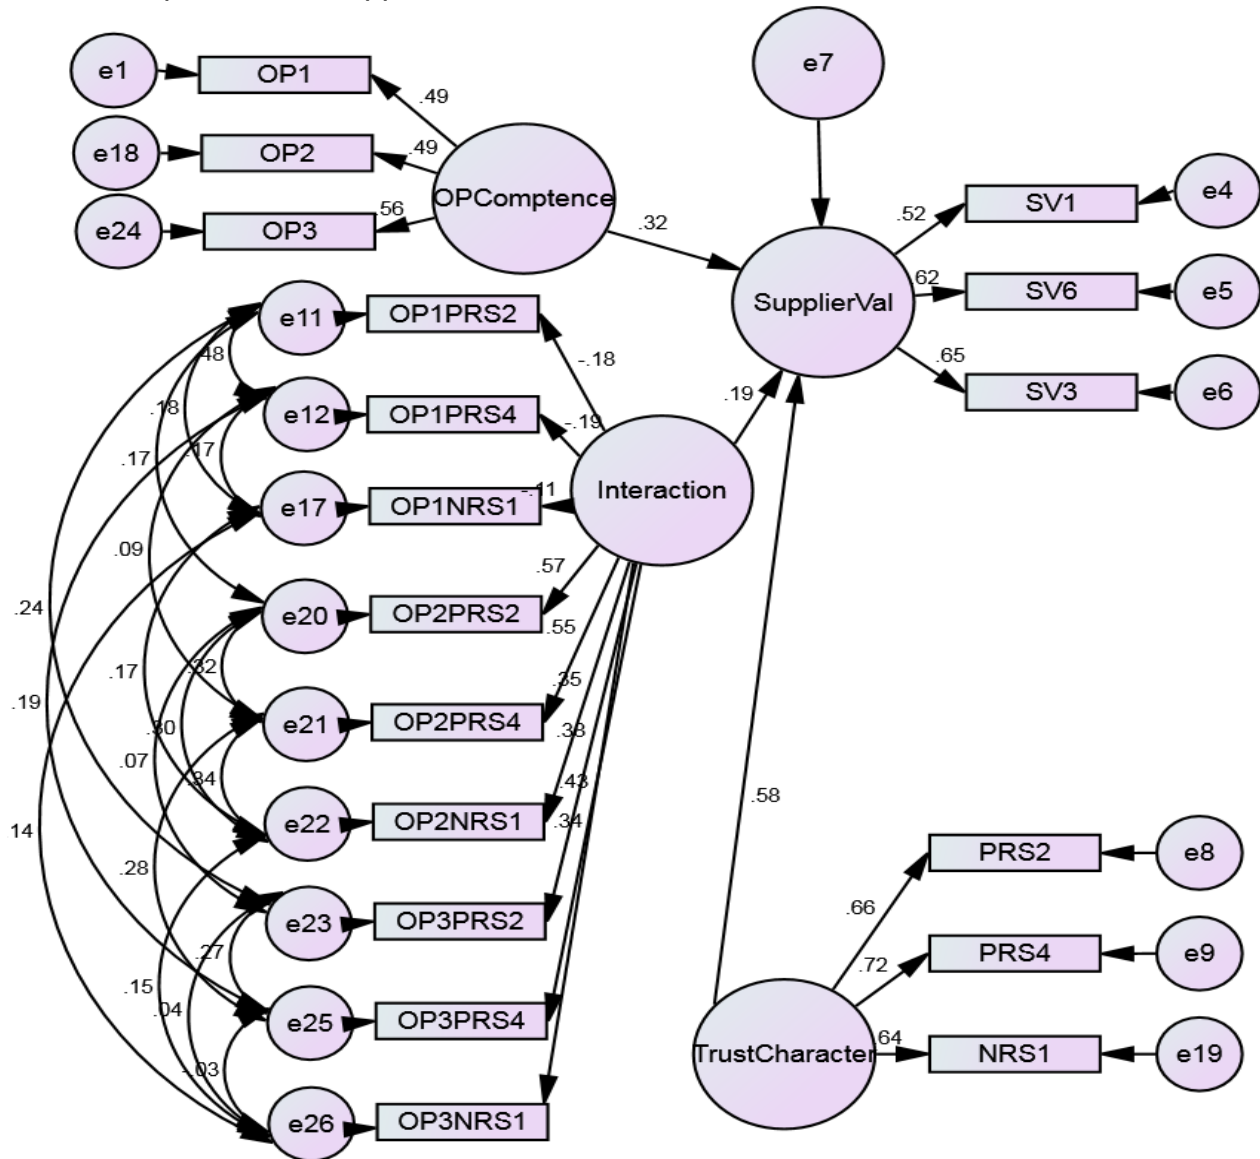 e1
OP1
.49
e18
OP2
.49
e24
OP3
.56
OPComptence
.32
e7
SupplierVal
.52
SV1
e4
.62
SV6
e5
.65
SV3
e6
e11
OP1PRS2
-.18
.48
e12
OP1PRS4
-.19
.19
.18
.17
.17
e17
OP1NRS1
-.11
Interaction
.09
.57
e20
OP2PRS2
.24
.55
.17
.32
.35
.19
e21
OP2PRS4
.30
.38
.07
.34
.43
e22
OP2NRS1
.34
14
.58
.28
e23
OP3PRS2
.27
.15
.04
e25
OP3PRS4
-.03
e26
OP3NRS1
.66
PRS2
e8
.72
PRS4
e9
TrustCharacter
.64
NRS1
e19